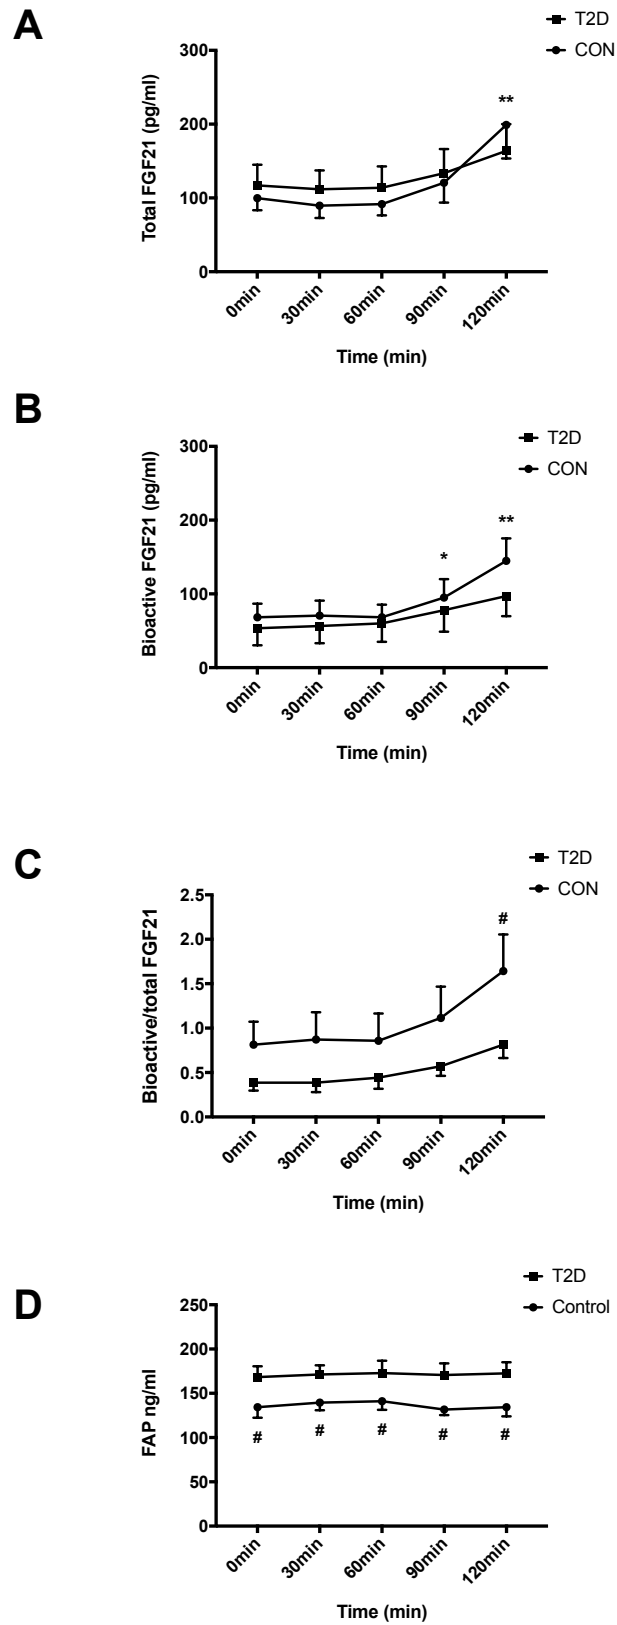 A
T2D
CON
300
200
100
0
Total FGF21 (pg/ml)
**
0min
30min
60min
90min
120min
Time (min)
B
T2D
CON
300
200
100
0
Bioactive FGF21 (pg/ml)
*
**
0min
30min
60min
90min
120min
Time (min)
C
T2D
CON
2.5
2.0
1.5
1.0
0.5
0.0
Bioactive/total FGF21
#
0min
30min
60min
90min
120min
Time (min)
D
T2D
Control
250
200
150
100
50
0
FAP ng/ml
# # # # #
0min
30min
60min
90min
120min
Time (min)